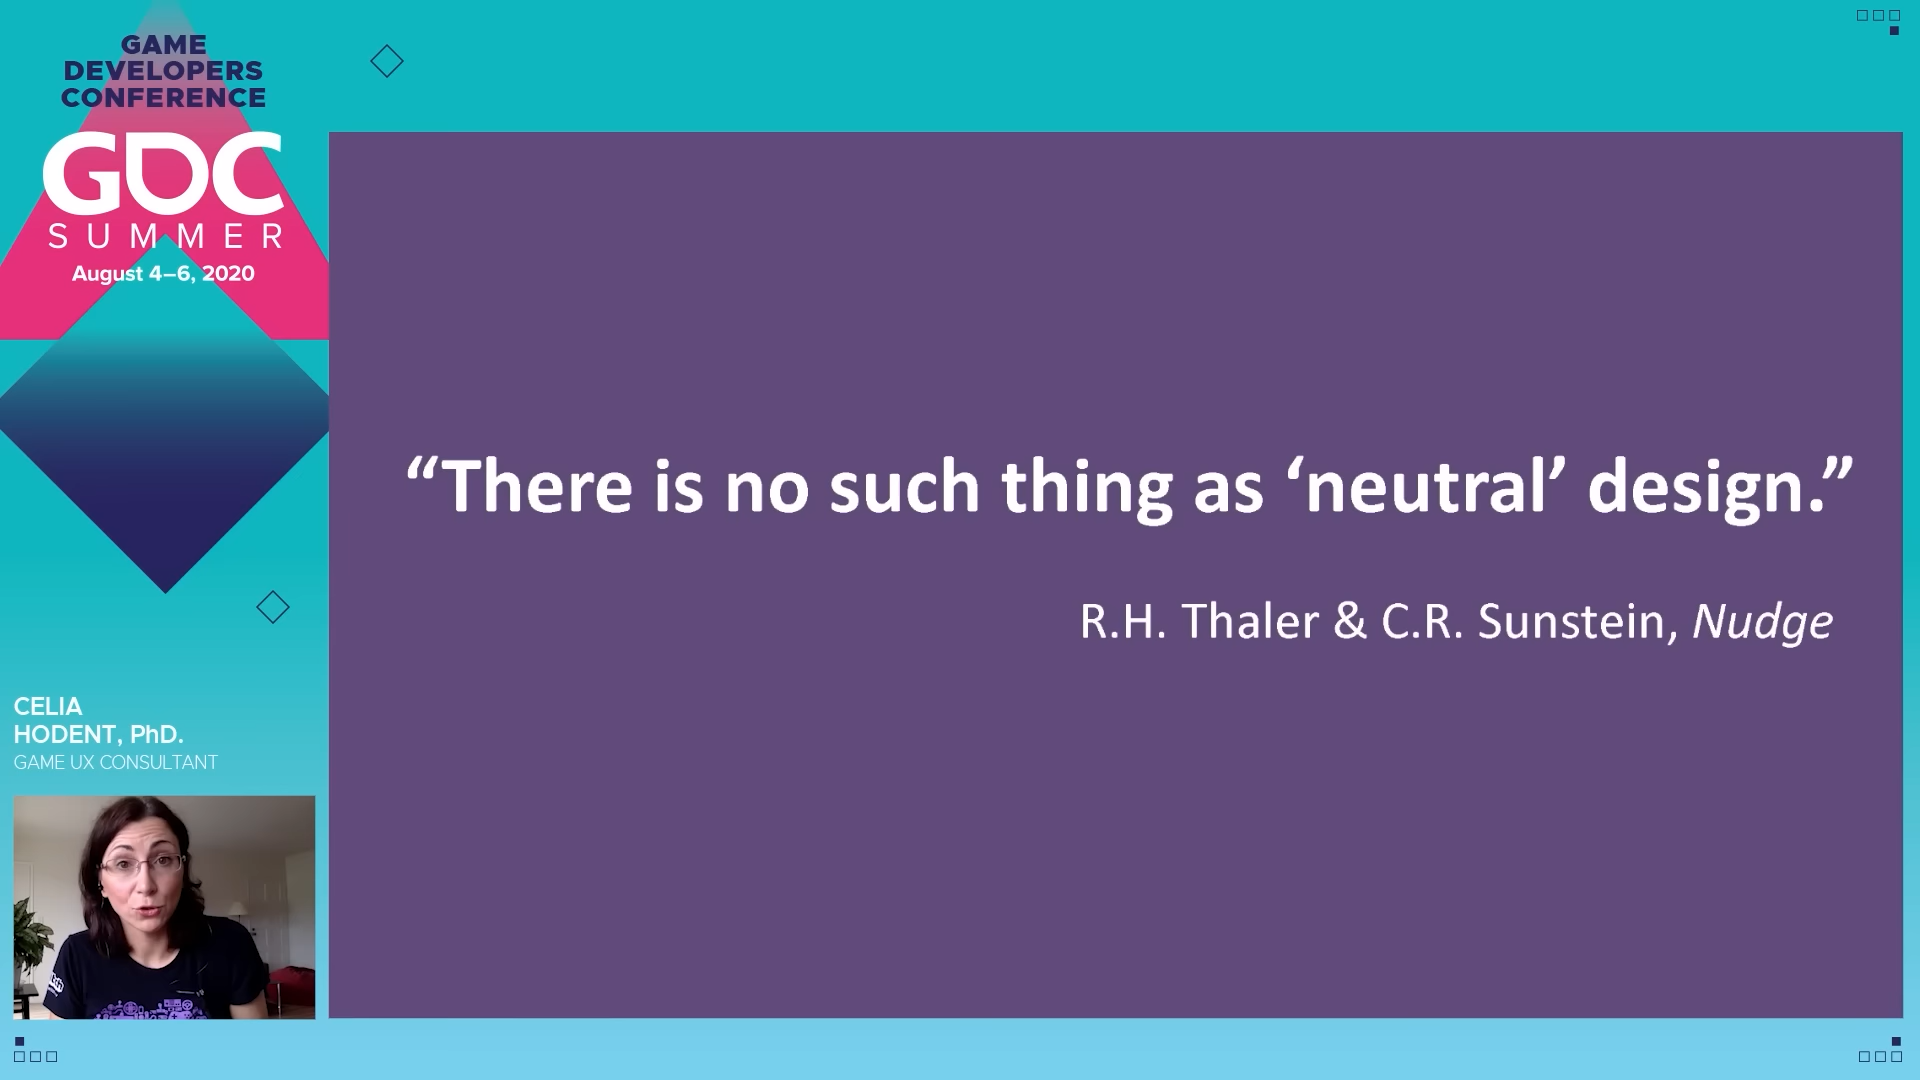 GAME
DEVELOPERS
CONFERENCE
GDC
SUMMER
August 4–6, 2020
“There is no such thing as ‘neutral’ design.”
R.H. Thaler & C.R. Sunstein, Nudge
CELIA
HODENT, PhD.
GAME UX CONSULTANT